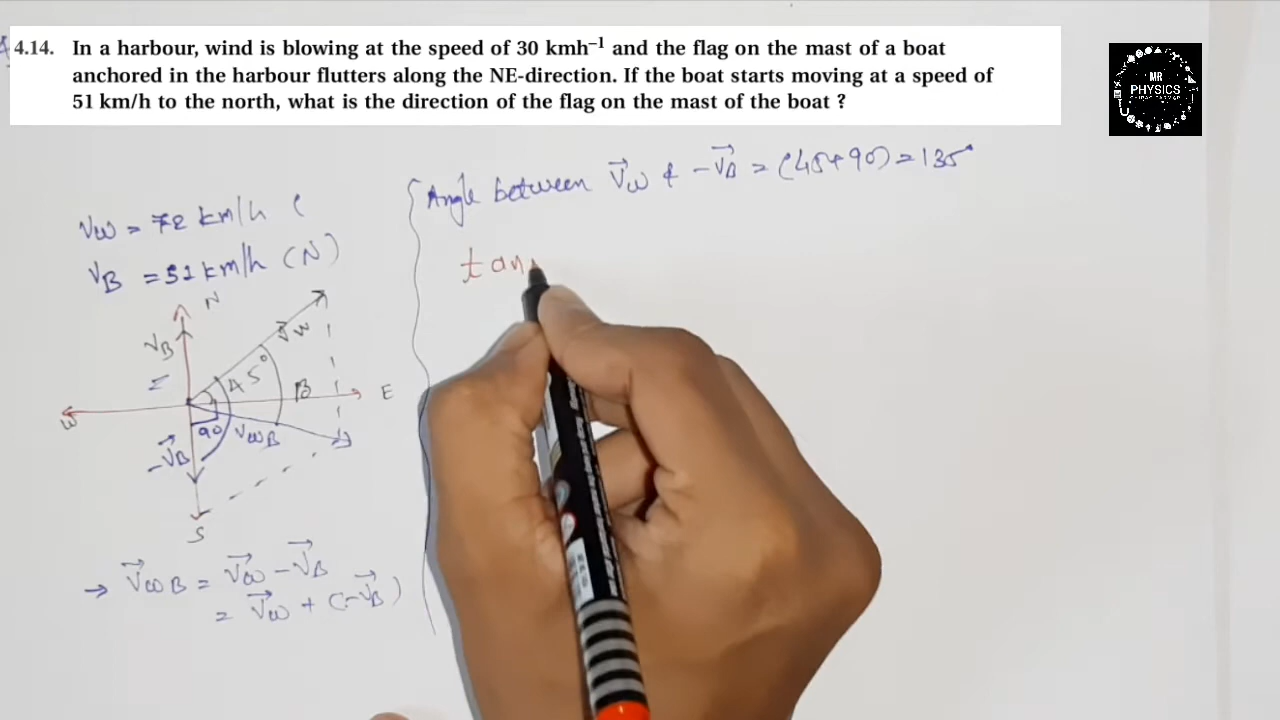 4.14. In a harbour, wind is blowing at the speed of 30 kmh⁻¹ and the flag on the mast of a boat
anchored in the harbour flutters along the NE-direction. If the boat starts moving at a speed of
51 km/h to the north, what is the direction of the flag on the mast of the boat ?
MR
PHYSICS
Angle between V⃗w & -V⃗B = (45+90) = 135°
Vw = 72 km/h (
VB = 51 km/h (N)
tan
N
VB
V⃗w
45°
β
E
W
90
VWB
-V⃗B
S
→ V⃗WB = V⃗w - V⃗B
= V⃗w + (-V⃗B)